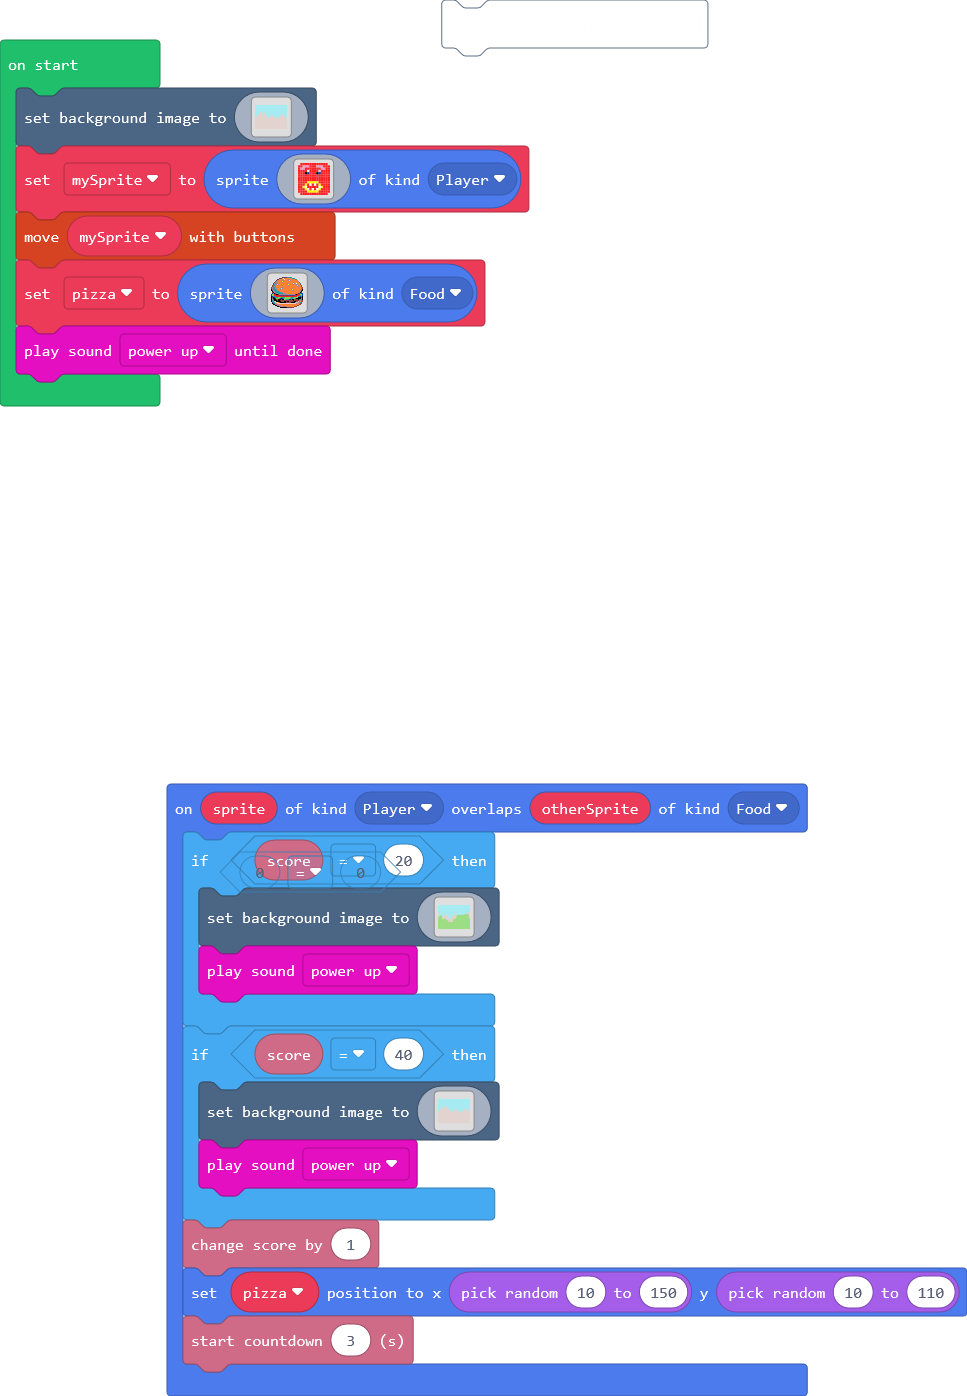 on start
set background image to
set mySprite to sprite of kind Player
move mySprite with buttons
set pizza to sprite of kind Food
play sound power up until done
on sprite of kind Player overlaps otherSprite of kind Food
if score = 20 then
0 = 0
set background image to
play sound power up
if score = 40 then
set background image to
play sound power up
change score by 1
set pizza position to x pick random 10 to 150 y pick random 10 to 110
start countdown 3 (s)